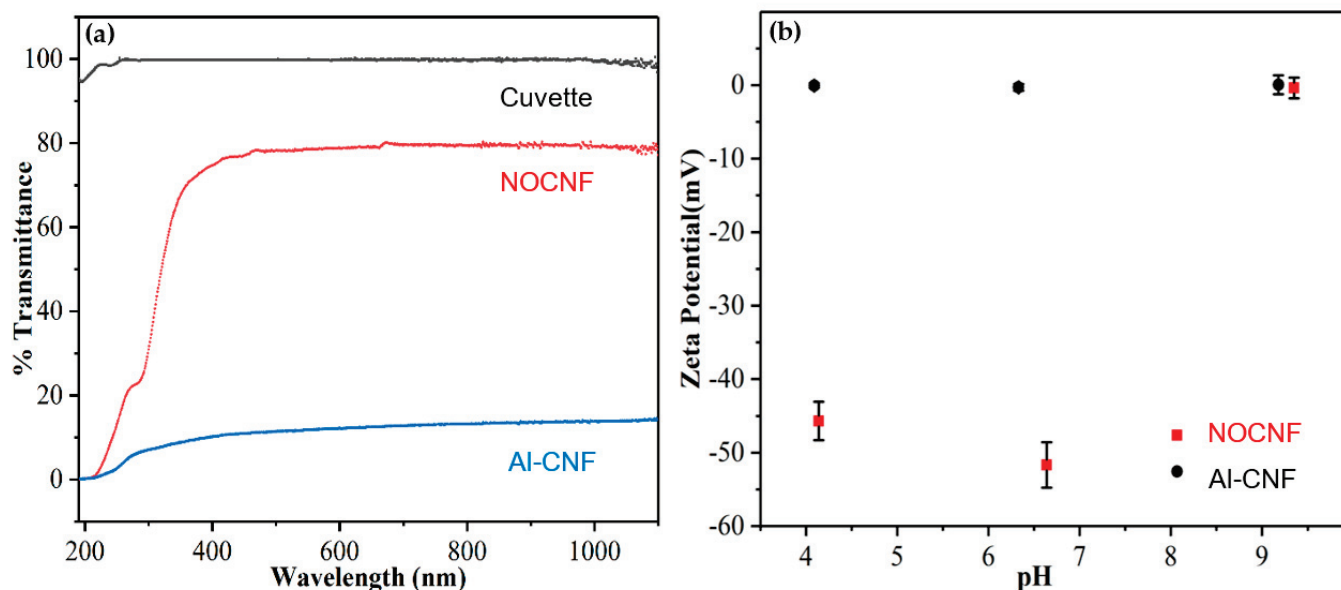 (a)
100
80
60
40
20
0
% Transmittance
Cuvette
NOCNF
Al-CNF
200 400 600 800 1000
Wavelength (nm)
(b)
0
-10
-20
-30
-40
-50
-60
Zeta Potential(mV)
NOCNF
Al-CNF
4 5 6 7 8 9
pH